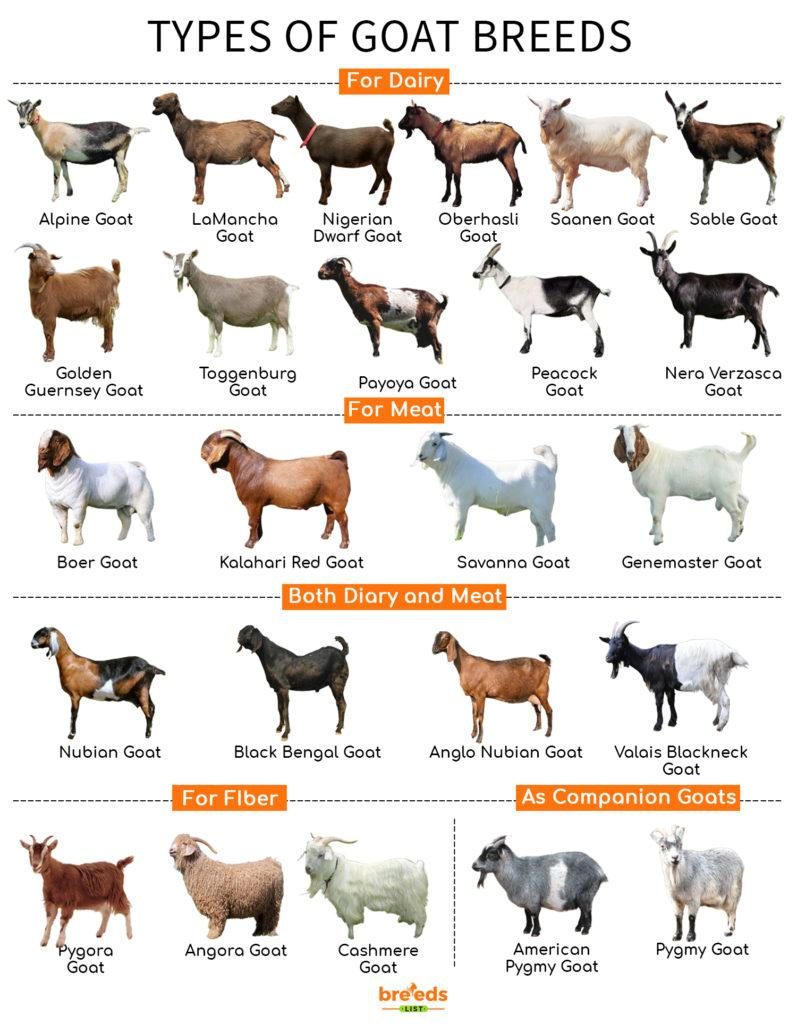 TYPES OF GOAT BREEDS
For Dairy
Alpine Goat
LaMancha
Goat
Nigerian
Dwarf Goat
Oberhasli
Goat
Saanen Goat
Sable Goat
Golden
Guernsey Goat
Toggenburg
Goat
Payoya Goat
Peacock
Goat
Nera Verzasca
Goat
For Meat
Boer Goat
Kalahari Red Goat
Savanna Goat
Genemaster Goat
Both Diary and Meat
Nubian Goat
Black Bengal Goat
Anglo Nubian Goat
Valais Blackneck
Goat
For FIber
Pygora
Goat
Angora Goat
Cashmere
Goat
As Companion Goats
American
Pygmy Goat
Pygmy Goat
breeds
LIST